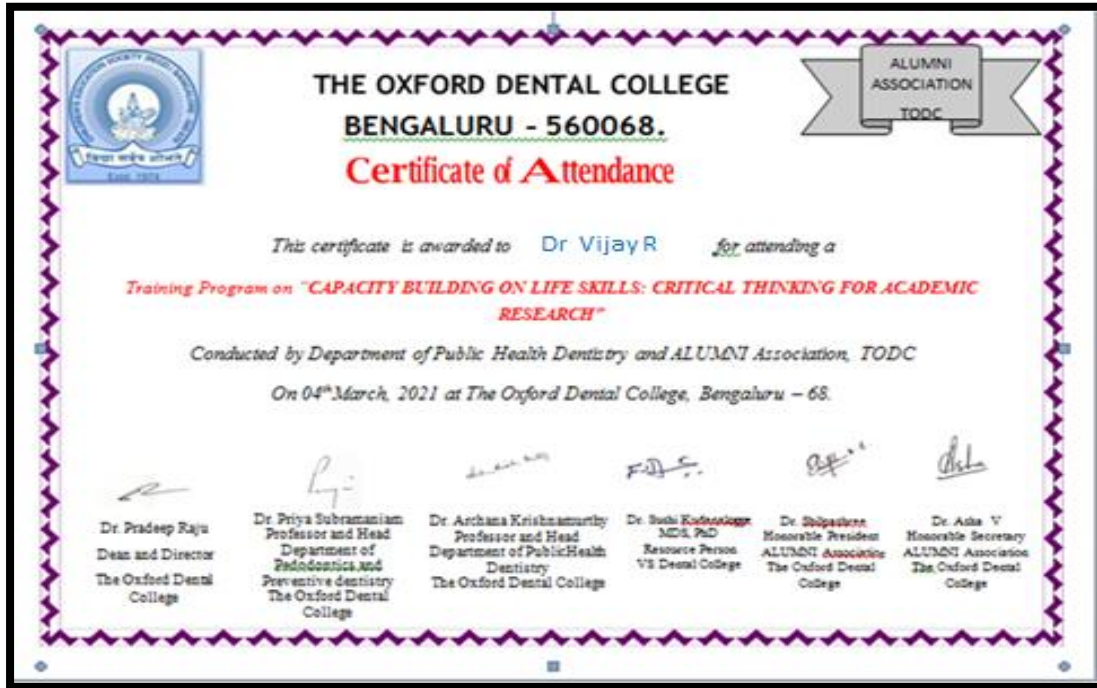 THE OXFORD DENTAL COLLEGE
BENGALURU - 560068.
ALUMNI
ASSOCIATION
TODC
Estd. 1974
Certificate of Attendance
This certificate is awarded to Dr Vijay R for attending a
Training Program on "CAPACITY BUILDING ON LIFE SKILLS: CRITICAL THINKING FOR ACADEMIC
RESEARCH"
Conducted by Department of Public Health Dentistry and ALUMNI Association, TODC
On 04th March, 2021 at The Oxford Dental College, Bengaluru – 68.
Asha
Dr. Pradeep Raju
Dean and Director
The Oxford Dental
College
Dr. Priya Subramaniam
Professor and Head
Department of
Pedodontics and
Preventive dentistry
The Oxford Dental
College
Dr. Archana Krishnamurthy
Professor and Head
Department of PublicHealth
Dentistry
The Oxford Dental College
Dr. Sushi
MDS, PhD
Resource Person
VS Dental College
Dr. Shilpashree
Honorable President
ALUMNI Association
The Oxford Dental
College
Dr. Asha V
Honorable Secretary
ALUMNI Association
The Oxford Dental
College